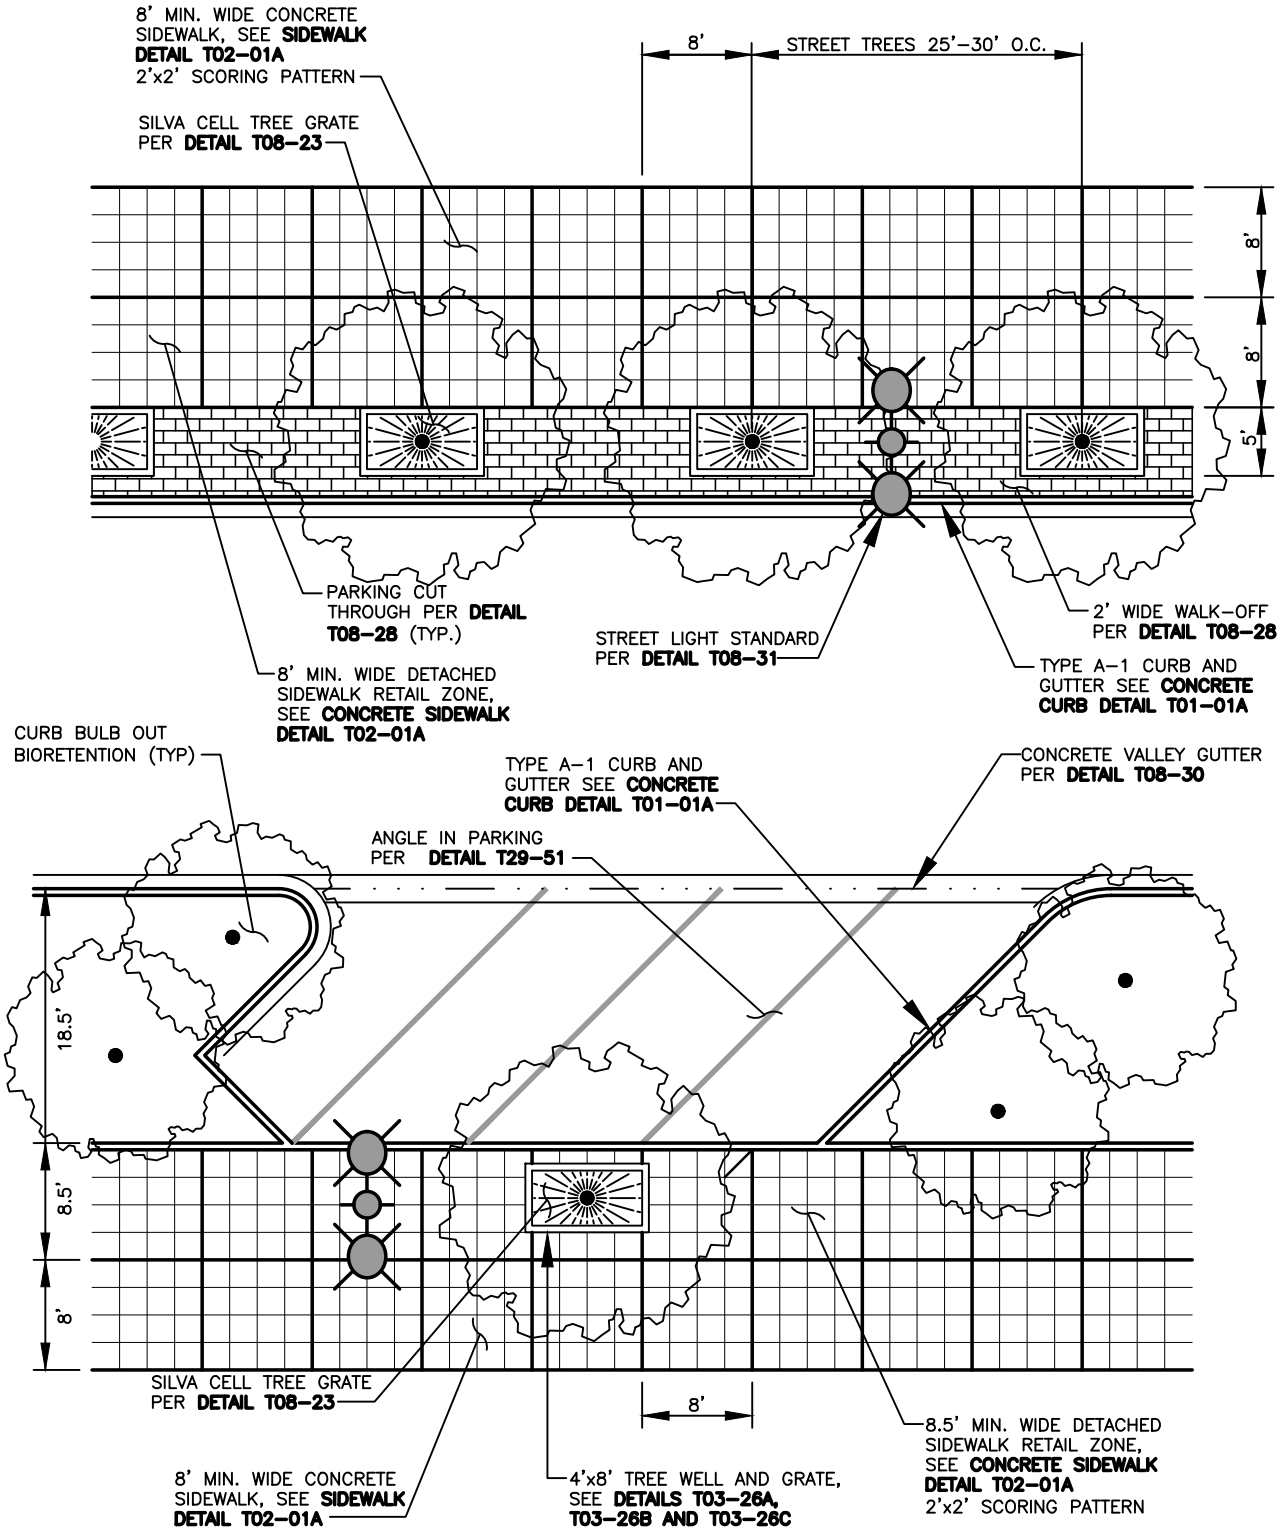 8' MIN. WIDE CONCRETE
SIDEWALK, SEE SIDEWALK
DETAIL T02-01A
2'x2' SCORING PATTERN
8'
STREET TREES 25'-30' O.C.
SILVA CELL TREE GRATE
PER DETAIL T08-23
8'
8'
5'
PARKING CUT
THROUGH PER DETAIL
T08-28 (TYP.)
2' WIDE WALK-OFF
PER DETAIL T08-28
STREET LIGHT STANDARD
PER DETAIL T08-31
8' MIN. WIDE DETACHED
SIDEWALK RETAIL ZONE,
SEE CONCRETE SIDEWALK
DETAIL T02-01A
TYPE A-1 CURB AND
GUTTER SEE CONCRETE
CURB DETAIL T01-01A
CURB BULB OUT
BIORETENTION (TYP)
TYPE A-1 CURB AND
GUTTER SEE CONCRETE
CURB DETAIL T01-01A
CONCRETE VALLEY GUTTER
PER DETAIL T08-30
ANGLE IN PARKING
PER DETAIL T29-51
18.5'
8.5'
8'
SILVA CELL TREE GRATE
PER DETAIL T08-23
8'
8' MIN. WIDE CONCRETE
SIDEWALK, SEE SIDEWALK
DETAIL T02-01A
4'x8' TREE WELL AND GRATE,
SEE DETAILS T03-26A,
T03-26B AND T03-26C
8.5' MIN. WIDE DETACHED
SIDEWALK RETAIL ZONE,
SEE CONCRETE SIDEWALK
DETAIL T02-01A
2'x2' SCORING PATTERN